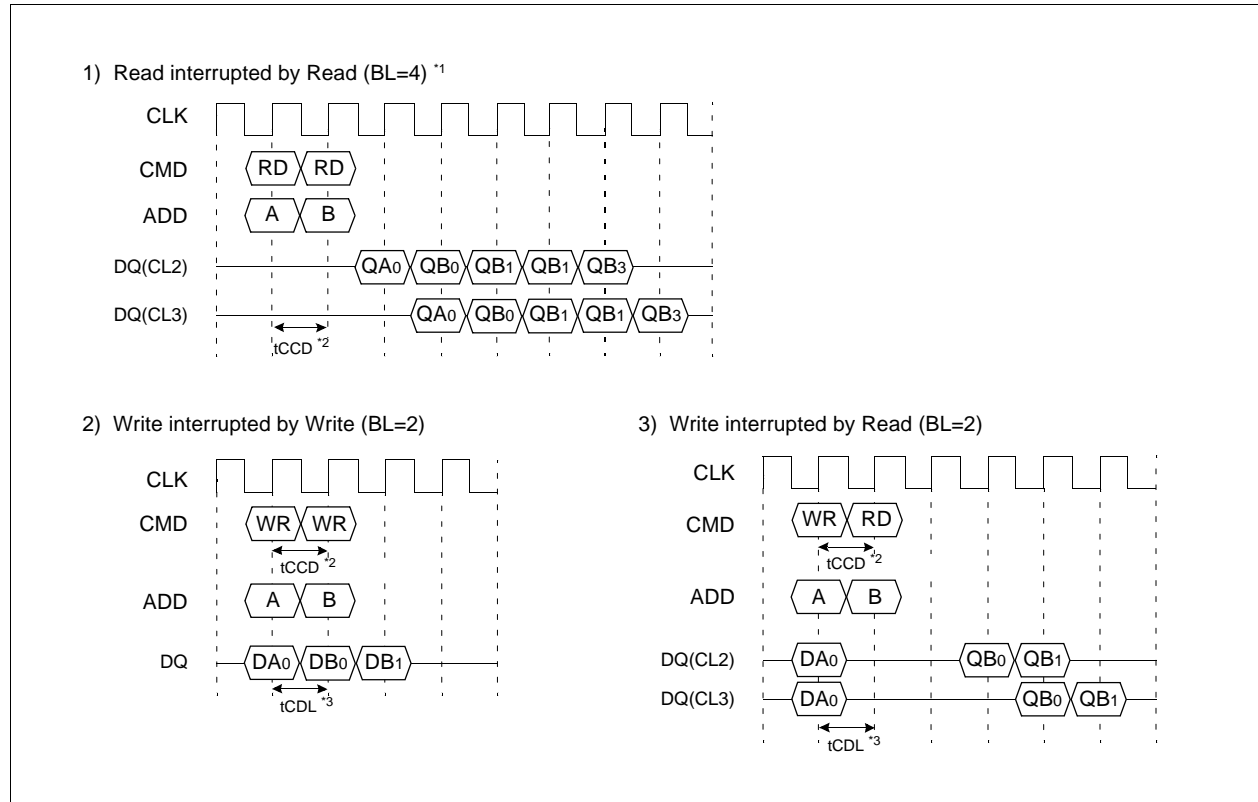 1) Read interrupted by Read (BL=4) *1
CLK
CMD RD RD
ADD A B
DQ(CL2) QA0 QB0 QB1 QB1 QB3
DQ(CL3) QA0 QB0 QB1 QB1 QB3
tCCD *2
2) Write interrupted by Write (BL=2)
CLK
CMD WR WR
tCCD *2
ADD A B
DQ DA0 DB0 DB1
tCDL *3
3) Write interrupted by Read (BL=2)
CLK
CMD WR RD
tCCD *2
ADD A B
DQ(CL2) DA0 QB0 QB1
DQ(CL3) DA0 QB0 QB1
tCDL *3